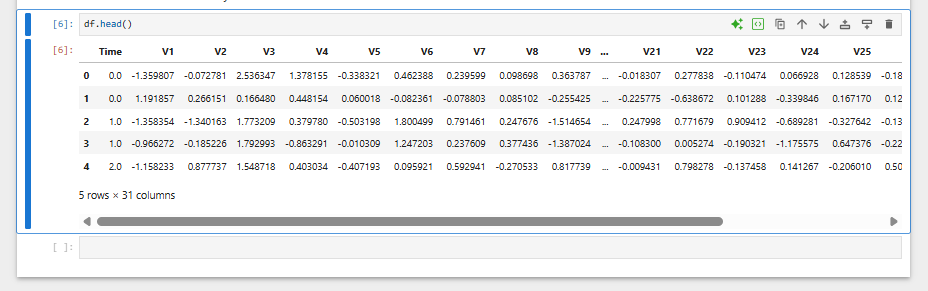 [6]: df.head()
[6]: Time V1 V2 V3 V4 V5 V6 V7 V8 V9 ... V21 V22 V23 V24 V25
0 0.0 -1.359807 -0.072781 2.536347 1.378155 -0.338321 0.462388 0.239599 0.098698 0.363787 ... -0.018307 0.277838 -0.110474 0.066928 0.128539 -0.18
1 0.0 1.191857 0.266151 0.166480 0.448154 0.060018 -0.082361 -0.078803 0.085102 -0.255425 ... -0.225775 -0.638672 0.101288 -0.339846 0.167170 0.12
2 1.0 -1.358354 -1.340163 1.773209 0.379780 -0.503198 1.800499 0.791461 0.247676 -1.514654 ... 0.247998 0.771679 0.909412 -0.689281 -0.327642 -0.13
3 1.0 -0.966272 -0.185226 1.792993 -0.863291 -0.010309 1.247203 0.237609 0.377436 -1.387024 ... -0.108300 0.005274 -0.190321 -1.175575 0.647376 -0.22
4 2.0 -1.158233 0.877737 1.548718 0.403034 -0.407193 0.095921 0.592941 -0.270533 0.817739 ... -0.009431 0.798278 -0.137458 0.141267 -0.206010 0.50
5 rows × 31 columns
[ ]: